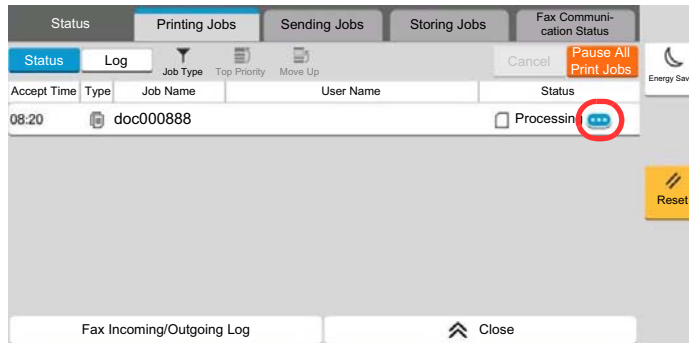 Status Printing Jobs Sending Jobs Storing Jobs Fax Communi-
cation Status
Status Log Job Type Top Priority Move Up Cancel Pause All
Print Jobs
Energy Sav
Accept Time Type Job Name User Name Status
08:20 doc000888 Processing
Reset
Fax Incoming/Outgoing Log Close